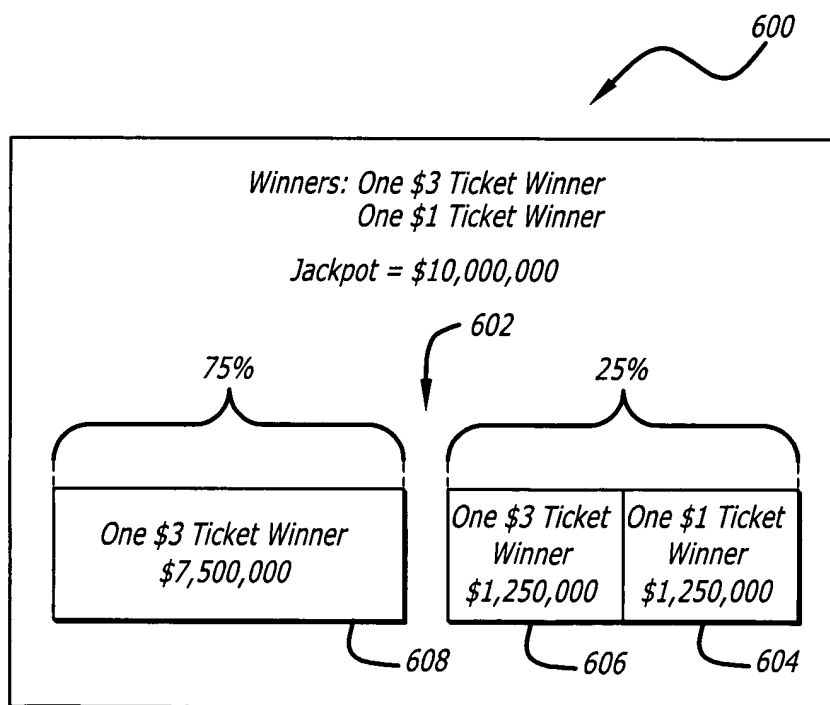 600
Winners: One $3 Ticket Winner
One $1 Ticket Winner
Jackpot = $10,000,000
602
75%
25%
One $3 Ticket Winner
$7,500,000
One $3 Ticket
Winner
$1,250,000
One $1 Ticket
Winner
$1,250,000
608
606
604